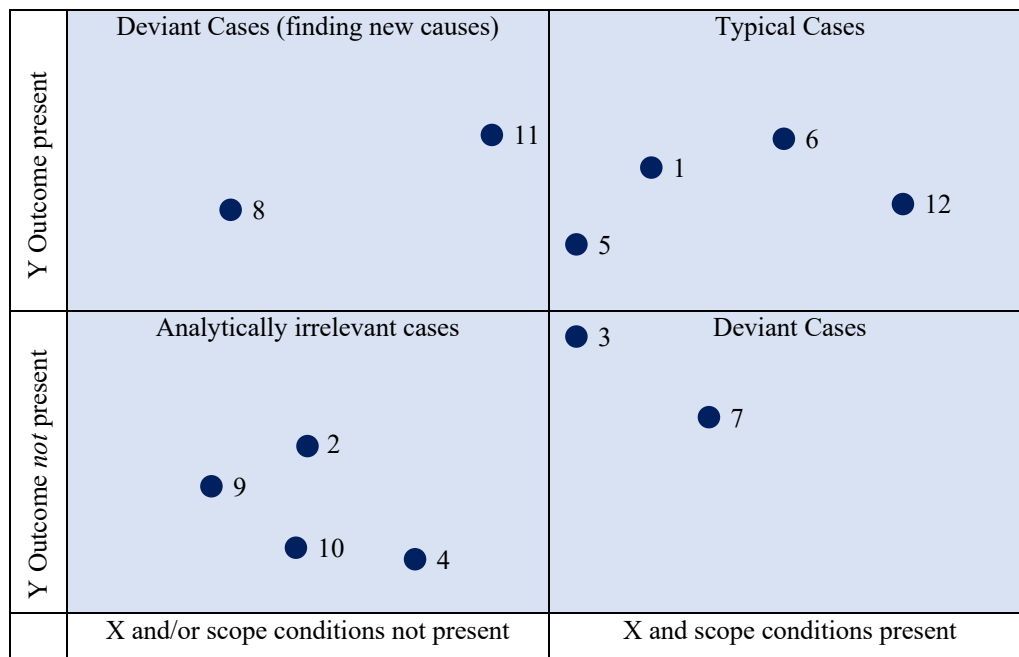 Deviant Cases (finding new causes)
Typical Cases
Y Outcome present
11
6
1
8
12
5
Analytically irrelevant cases
Deviant Cases
Y Outcome not present
3
7
2
9
10
4
X and/or scope conditions not present
X and scope conditions present